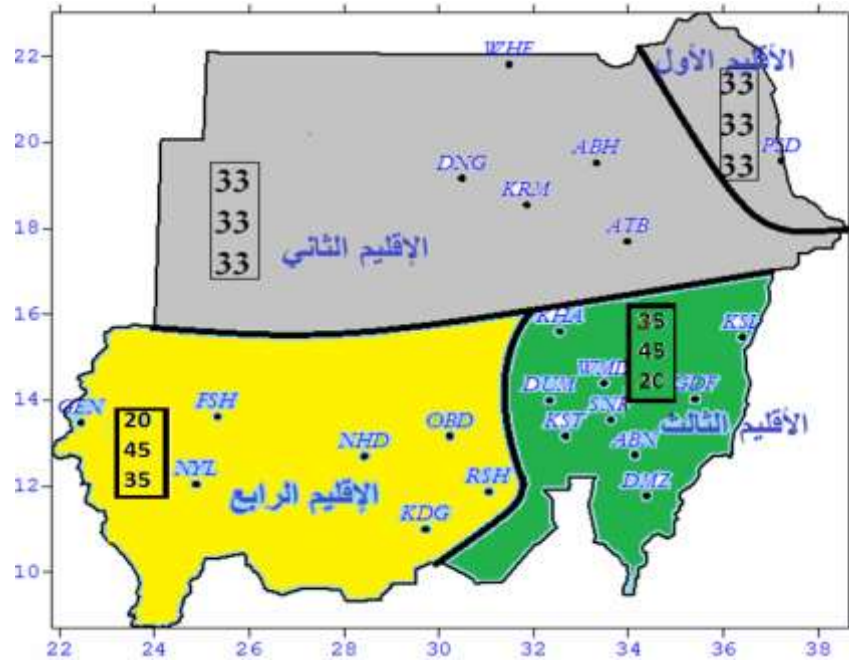 22
20
18
16
14
12
10
WHF
الأقليم الأول
33
33
33
PSD
ABH
DNG
KRM
ATB
33
33
33
الإقليم الثاني
KHA
35
45
20
KSL
WMD
DUM
GDF
SNR
KST
ABN
DMZ
الأقليم الثالث
GEN
FSH
20
45
35
NHD
OBD
NYL
RSH
الإقليم الرابع
KDG
22 24 26 28 30 32 34 36 38